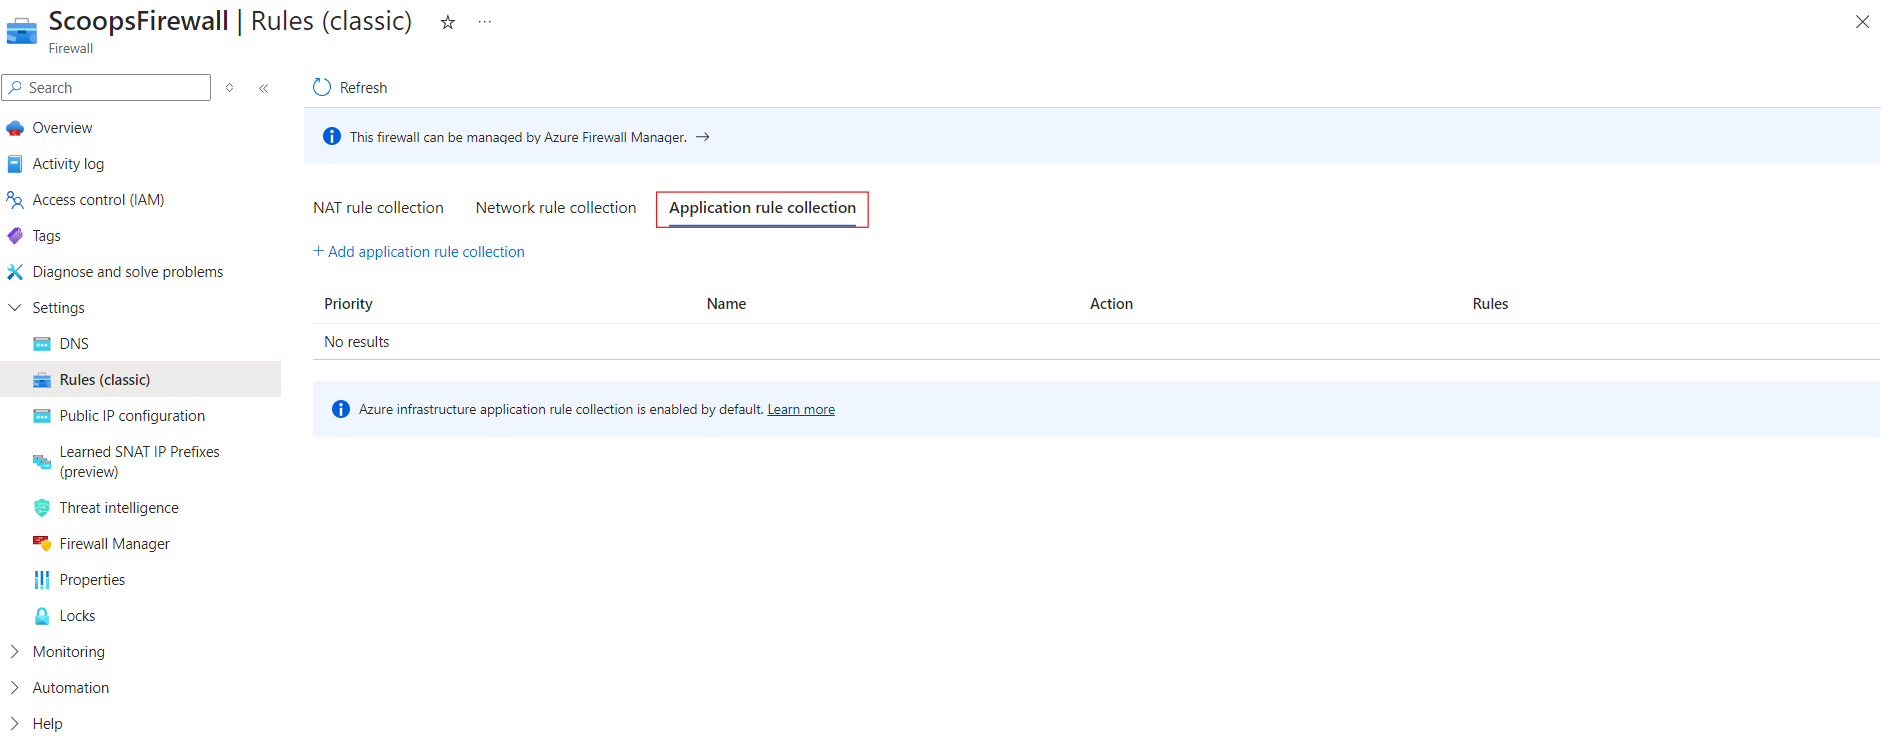 ScoopsFirewall | Rules (classic)
Firewall
Search
Overview
Activity log
Access control (IAM)
Tags
Diagnose and solve problems
Settings
DNS
Rules (classic)
Public IP configuration
Learned SNAT IP Prefixes
(preview)
Threat intelligence
Firewall Manager
Properties
Locks
Monitoring
Automation
Help
Refresh
This firewall can be managed by Azure Firewall Manager. →
NAT rule collection Network rule collection Application rule collection
+ Add application rule collection
Priority Name Action Rules
No results
Azure infrastructure application rule collection is enabled by default. Learn more